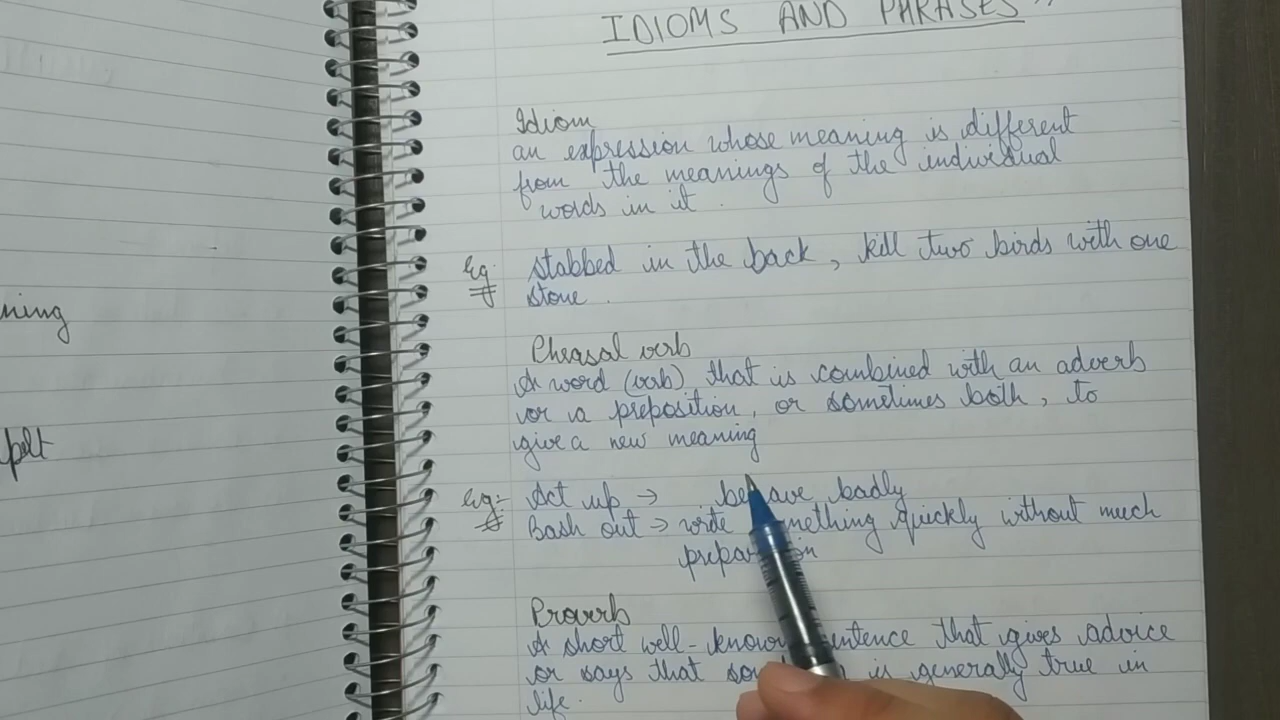 IDIOMS AND PHRASES"
Idiom
an expression whose meaning is different
from the meanings of the individual
words in it.
Eg. stabbed in the back, kill two birds with one
stone.
Phrasal verb
A word (verb) that is combined with an adverb
or a preposition, or sometimes both, to
give a new meaning
Eg:- Act up → behave badly
Bash out → write something quickly without much
preparation
Proverb
A short well-known sentence that gives advice
or says that something is generally true in
life.
ning
pelt